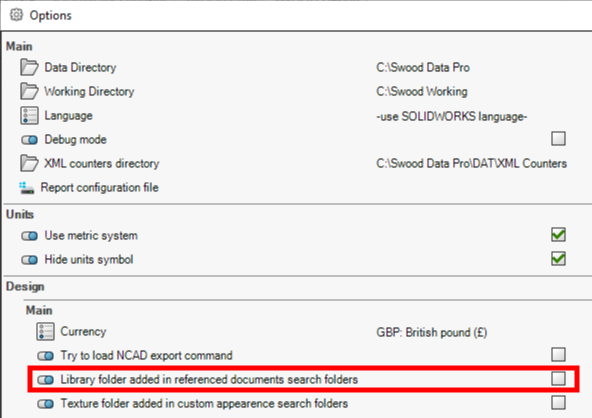 Options
Main
Data Directory C:\Swood Data Pro
Working Directory C:\Swood Working
Language -use SOLIDWORKS language-
Debug mode
XML counters directory C:\Swood Data Pro\DAT\XML Counters
Report configuration file
Units
Use metric system
Hide units symbol
Design
Main
Currency GBP: British pound (£)
Try to load NCAD export command
Library folder added in referenced documents search folders
Texture folder added in custom appearence search folders